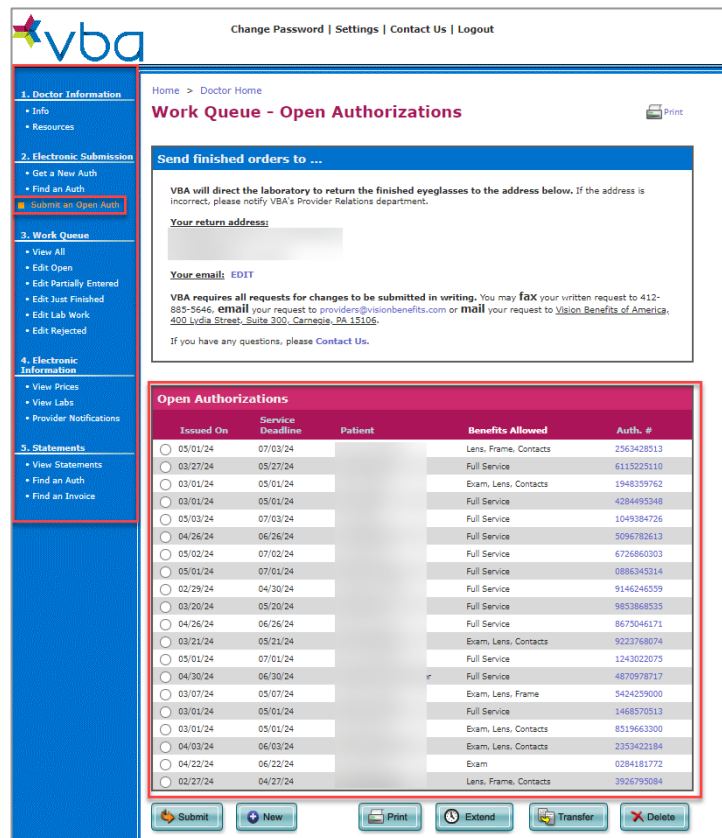 vba
Change Password | Settings | Contact Us | Logout
1. Doctor Information
• Info
• Resources
2. Electronic Submission
• Get a New Auth
• Find an Auth
Submit an Open Auth
3. Work Queue
• View All
• Edit Open
• Edit Partially Entered
• Edit Just Finished
• Edit Lab Work
• Edit Rejected
4. Electronic
Information
• View Prices
• View Labs
• Provider Notifications
5. Statements
• View Statements
• Find an Auth
• Find an Invoice
Home > Doctor Home
Work Queue - Open Authorizations
Print
Send finished orders to ...
VBA will direct the laboratory to return the finished eyeglasses to the address below. If the address is
incorrect, please notify VBA's Provider Relations department.
Your return address:
Your email: EDIT
VBA requires all requests for changes to be submitted in writing. You may fax your written request to 412-
885-5646, email your request to providers@visionbenefits.com or mail your request to Vision Benefits of America,
400 Lydia Street, Suite 300, Carnegie, PA 15106.
If you have any questions, please Contact Us.
Open Authorizations
Issued On Service Deadline Patient Benefits Allowed Auth. #
05/01/24 07/03/24 Lens, Frame, Contacts 2563428513
03/27/24 05/27/24 Full Service 6115225110
03/01/24 05/01/24 Exam, Lens, Contacts 1948359762
03/01/24 05/01/24 Full Service 4284495348
05/03/24 07/03/24 Full Service 1049384726
04/26/24 06/26/24 Full Service 5096782613
05/02/24 07/02/24 Full Service 6726860303
05/01/24 07/01/24 Full Service 0886345314
02/29/24 04/30/24 Full Service 9146246559
03/20/24 05/20/24 Full Service 9853868535
04/26/24 06/26/24 Full Service 8675046171
03/21/24 05/21/24 Exam, Lens, Contacts 9223768074
05/01/24 07/01/24 Full Service 1243022075
04/30/24 06/30/24 Full Service 4870978717
03/07/24 05/07/24 Exam, Lens, Frame 5424259000
03/01/24 05/01/24 Full Service 1468570513
03/01/24 05/01/24 Exam, Lens, Contacts 8519663300
04/03/24 06/03/24 Exam, Lens, Contacts 2353422184
04/22/24 06/22/24 Exam 0284181772
02/27/24 04/27/24 Lens, Frame, Contacts 3926795084
Submit New Print Extend Transfer Delete